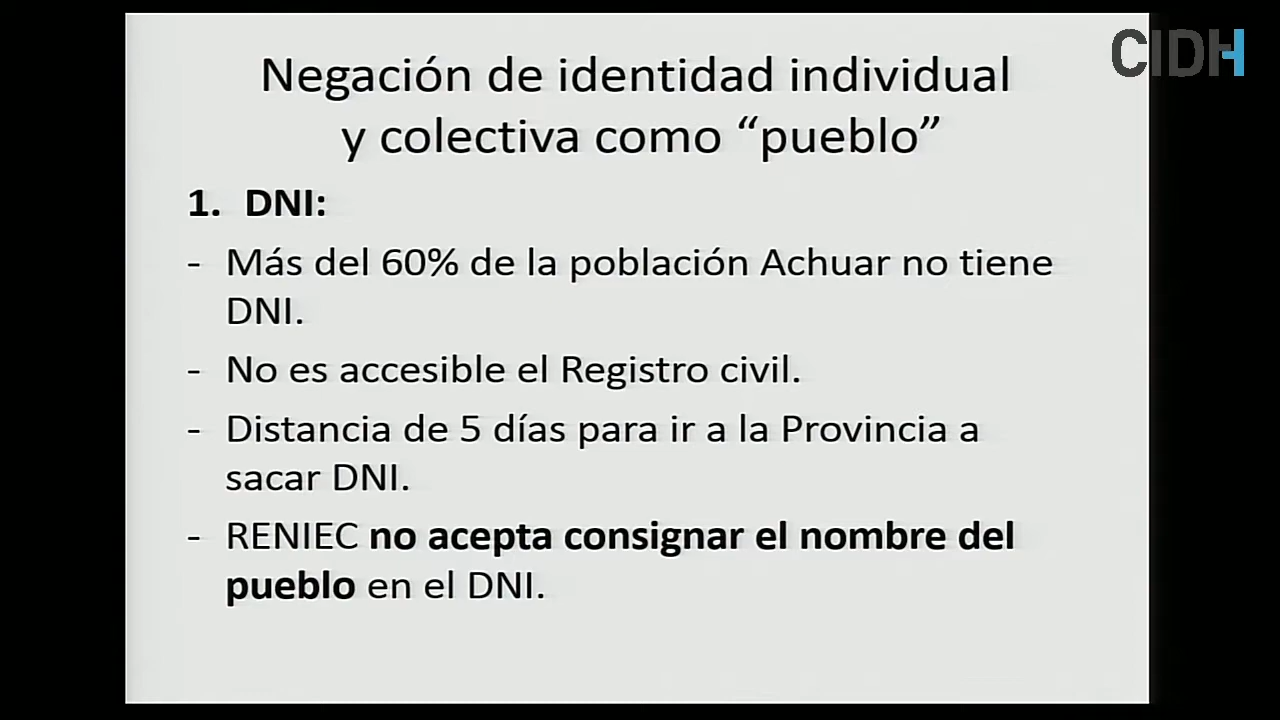 CIDH
Negación de identidad individual
y colectiva como “pueblo”
1. DNI:
- Más del 60% de la población Achuar no tiene
DNI.
- No es accesible el Registro civil.
- Distancia de 5 días para ir a la Provincia a
sacar DNI.
- RENIEC no acepta consignar el nombre del
pueblo en el DNI.